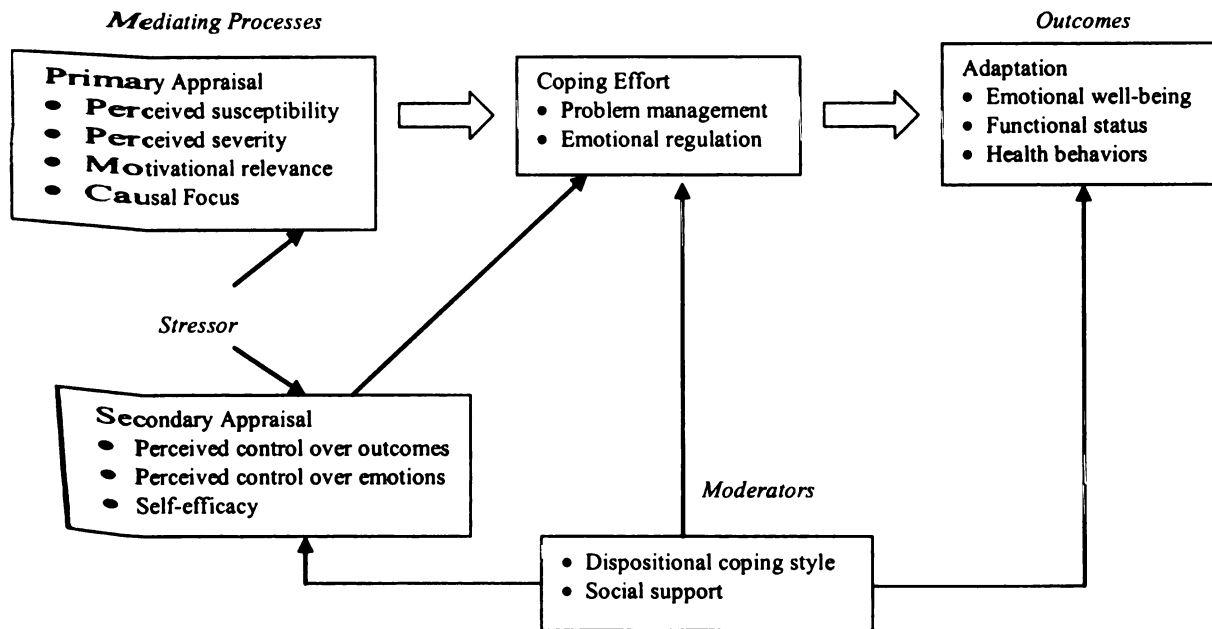 Mediating Processes
Outcomes
Primary Appraisal
• Perceived susceptibility
• Perceived severity
• Motivational relevance
• Causal Focus
Coping Effort
• Problem management
• Emotional regulation
Adaptation
• Emotional well-being
• Functional status
• Health behaviors
Stressor
Secondary Appraisal
• Perceived control over outcomes
• Perceived control over emotions
• Self-efficacy
Moderators
• Dispositional coping style
• Social support